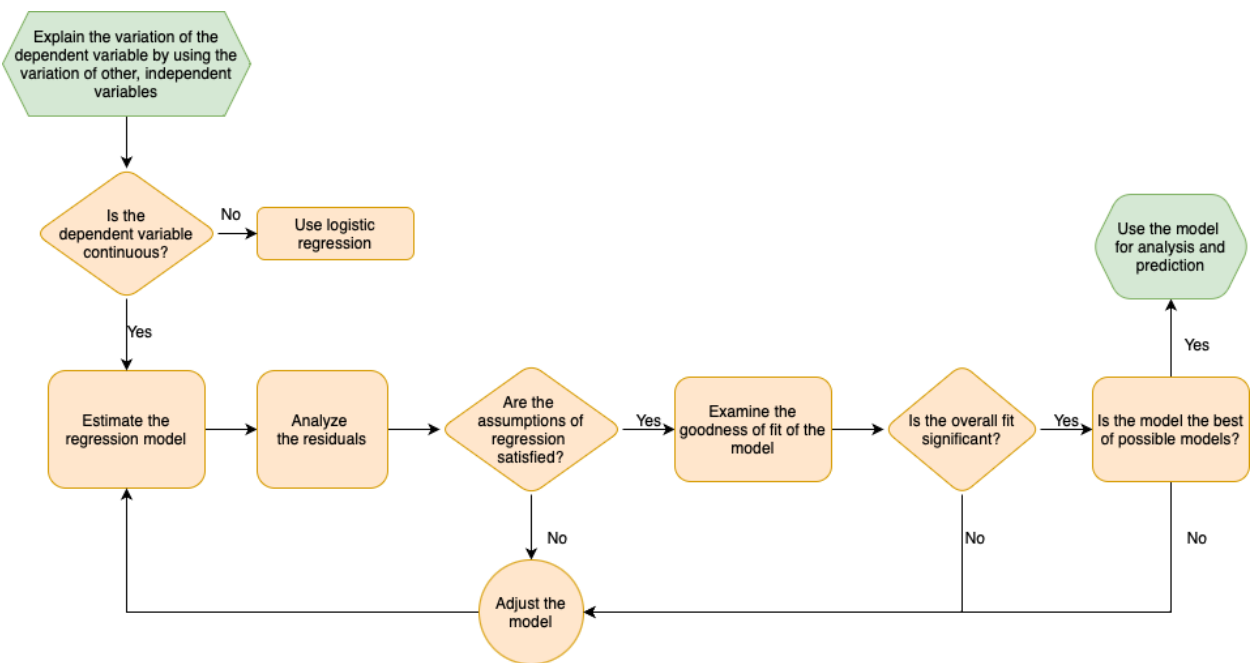 Explain the variation of the
dependent variable by using the
variation of other, independent
variables
Is the
dependent variable
continuous?
No
Use logistic
regression
Yes
Estimate the
regression model
Analyze
the residuals
Are the
assumptions of
regression
satisfied?
Yes
No
Adjust the
model
Examine the
goodness of fit of the
model
Is the overall fit
significant?
Yes
No
Is the model the best
of possible models?
Yes
No
Use the model
for analysis and
prediction